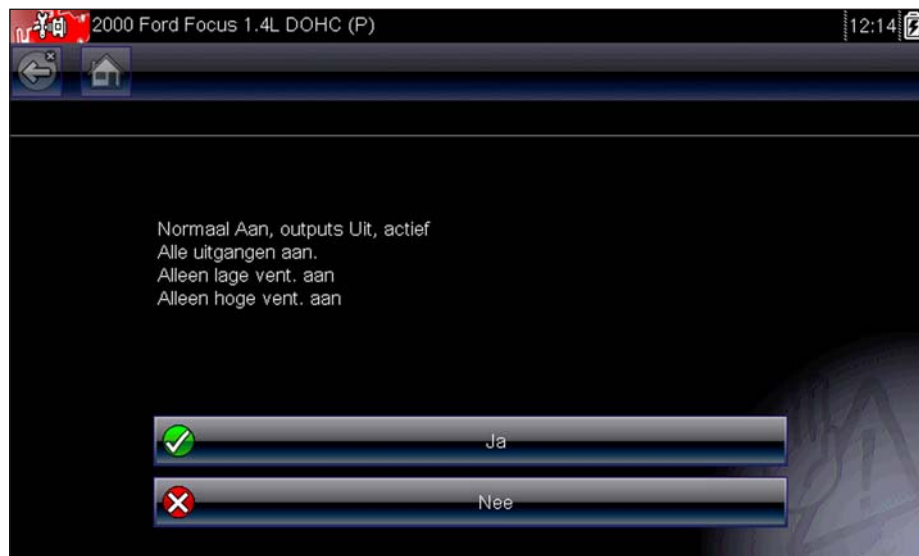 2000 Ford Focus 1.4L DOHC (P)
12:14
Normaal Aan, outputs Uit, actief
Alle uitgangen aan.
Alleen lage vent. aan
Alleen hoge vent. aan
Ja
Nee